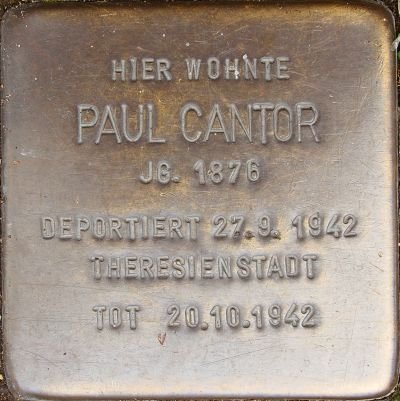 HIER WOHNTE
PAUL CANTOR
JG. 1876
DEPORTIERT 27.9.1942
THERESIENSTADT
TOT 20.10.1942